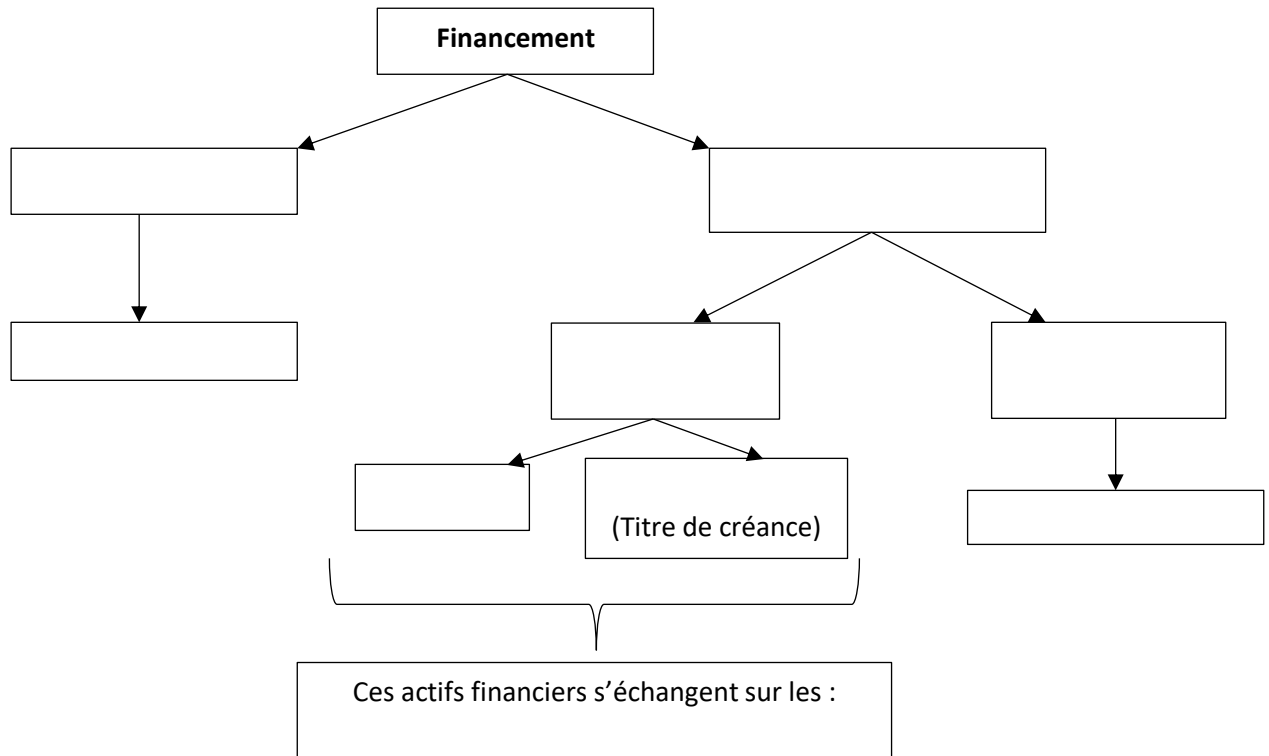 Financement
(Titre de créance)
Ces actifs financiers s’échangent sur les :